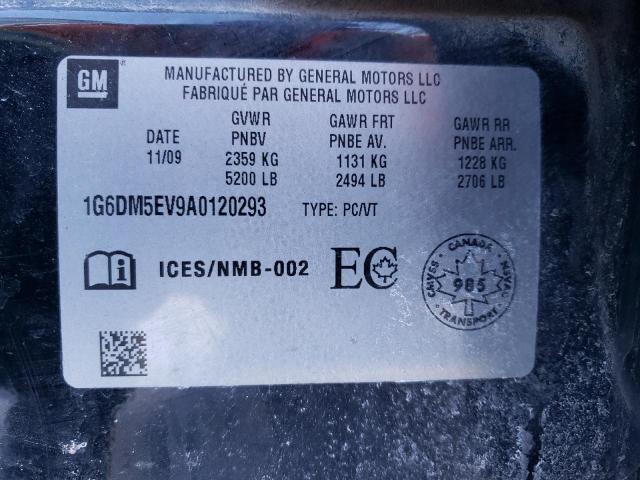 GM
MANUFACTURED BY GENERAL MOTORS LLC
FABRIQUÉ PAR GENERAL MOTORS LLC
GVWR GAWR FRT GAWR RR
DATE PNBV PNBE AV. PNBE ARR.
11/09 2359 KG 1131 KG 1228 KG
5200 LB 2494 LB 2706 LB
1G6DM5EV9A0120293 TYPE: PC/VT
i ICES/NMB-002 EC
CANADA
CMVSS 985 NSVAC
TRANSPORT